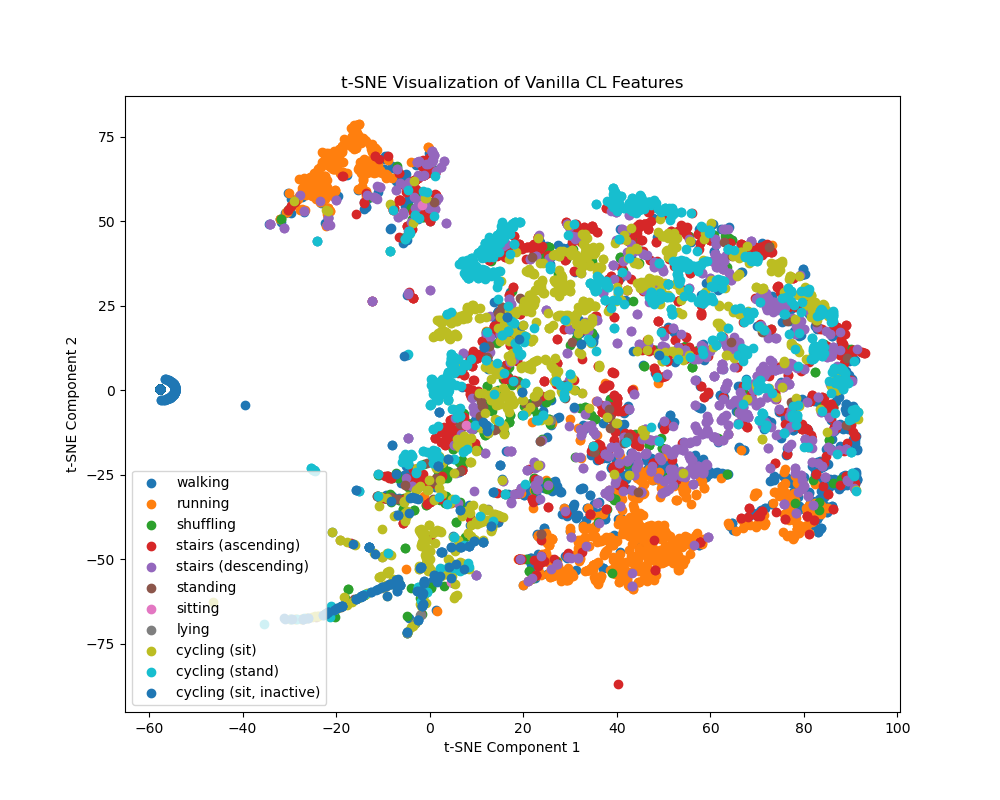 t-SNE Visualization of Vanilla CL Features
75
50
25
0
−25
−50
−75
t-SNE Component 2
walking
running
shuffling
stairs (ascending)
stairs (descending)
standing
sitting
lying
cycling (sit)
cycling (stand)
cycling (sit, inactive)
−60 −40 −20 0 20 40 60 80 100
t-SNE Component 1